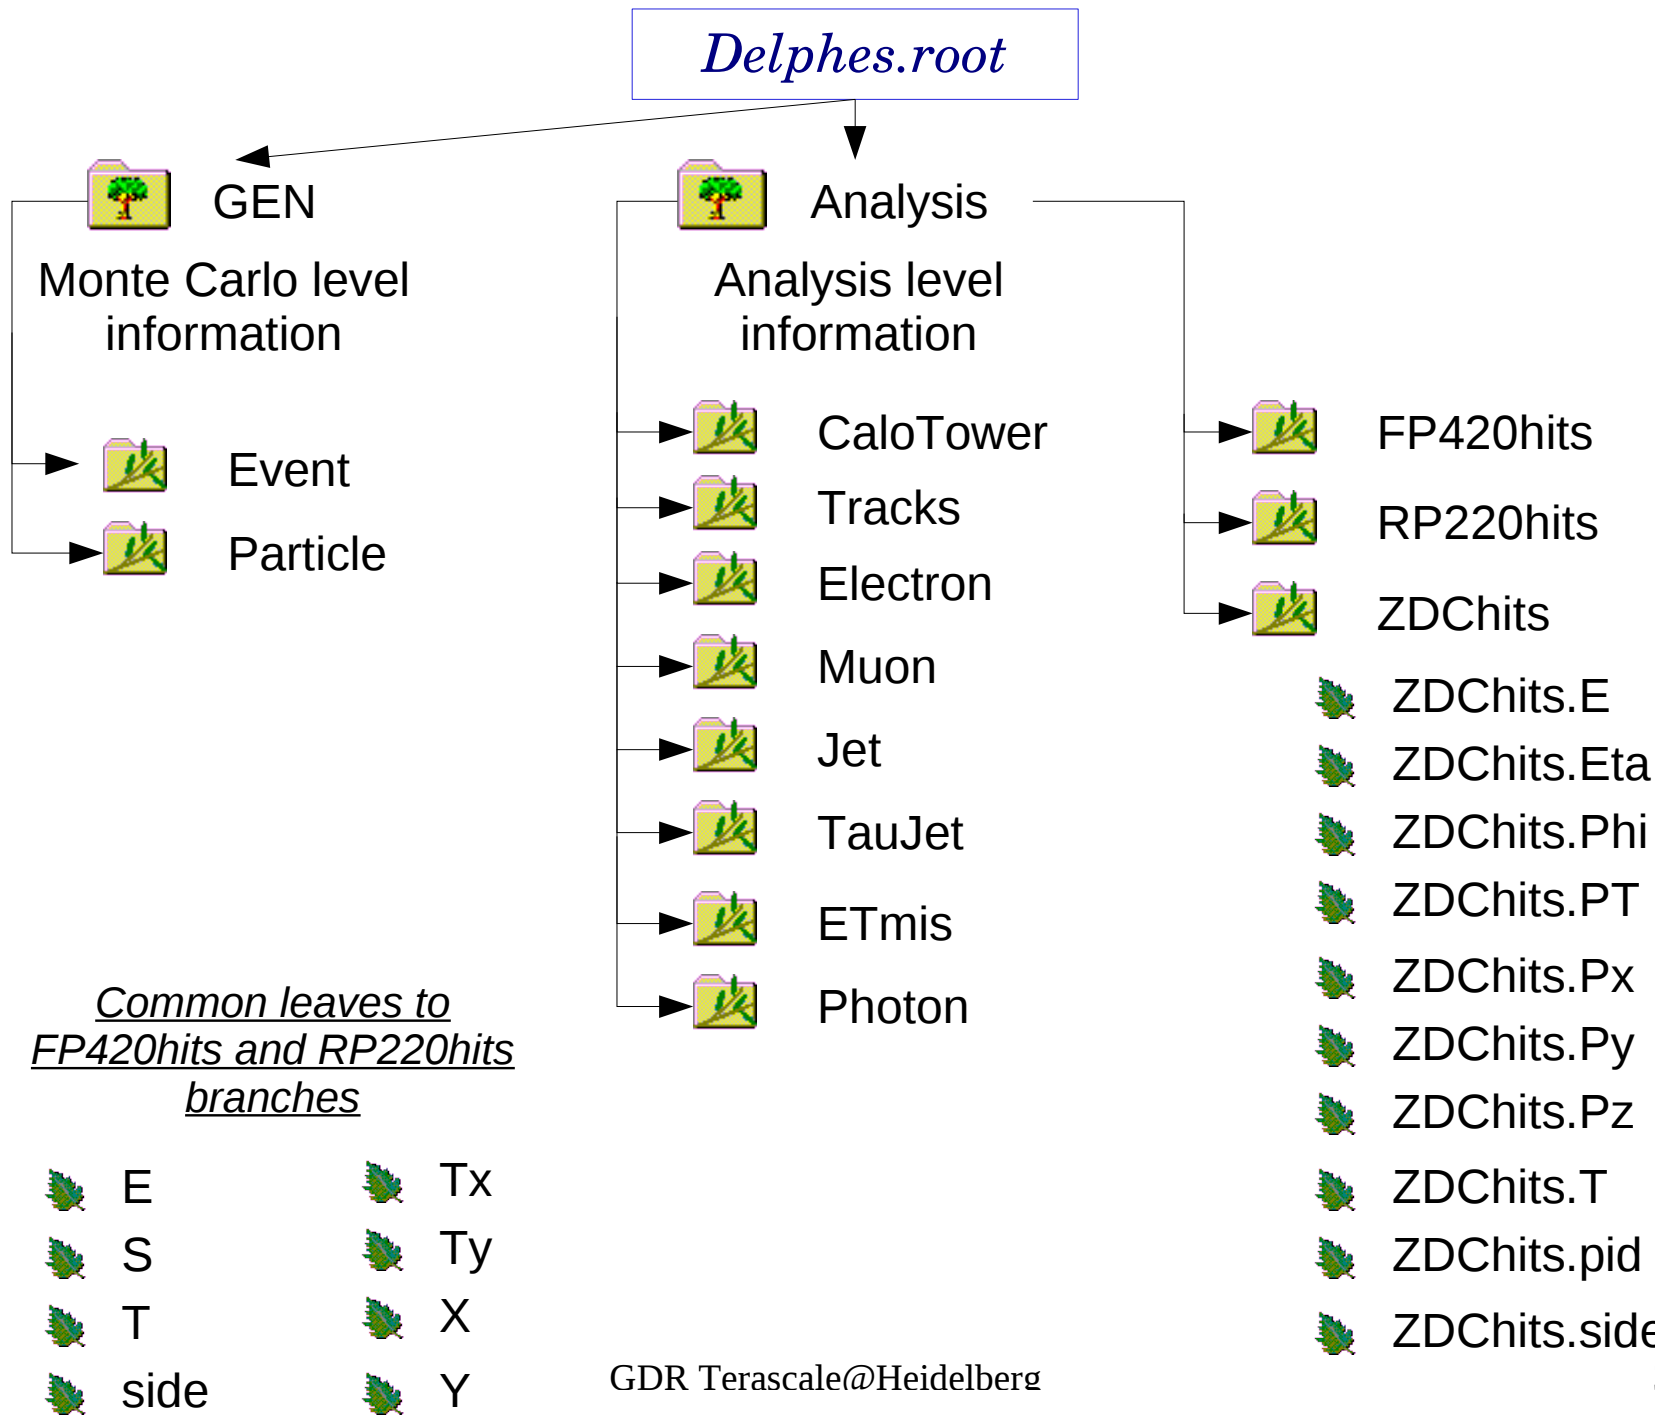 Delphes.root
GEN
Monte Carlo level
information
Event
Particle
Analysis
Analysis level
information
CaloTower
Tracks
Electron
Muon
Jet
TauJet
ETmis
Photon
FP420hits
RP220hits
ZDChits
ZDChits.E
ZDChits.Eta
ZDChits.Phi
ZDChits.PT
ZDChits.Px
ZDChits.Py
ZDChits.Pz
ZDChits.T
ZDChits.pid
ZDChits.side
Common leaves to
FP420hits and RP220hits
branches
E
S
T
side
Tx
Ty
X
Y
GDR Terascale@Heidelberg